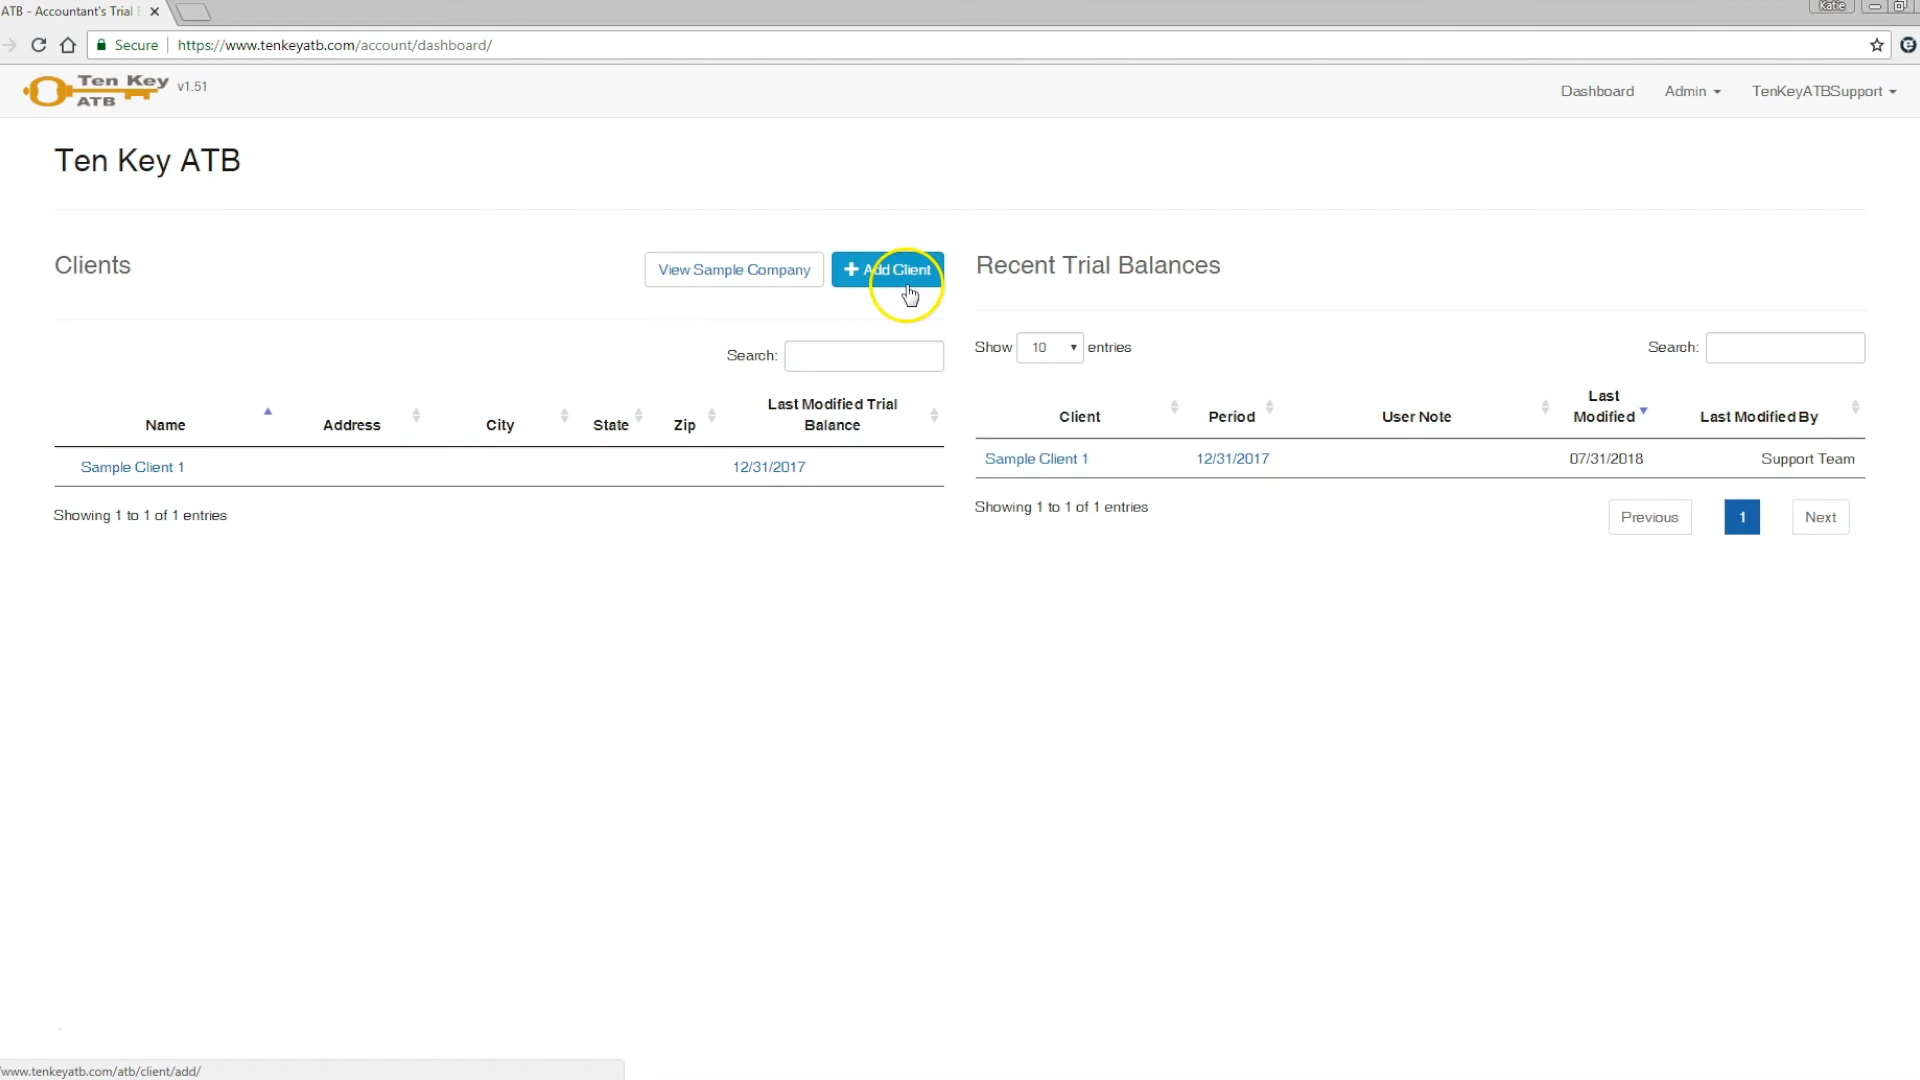 ATB - Accountant's Trial
Katie
Secure
https://www.tenkeyatb.com/account/dashboard/
Ten Key
ATB
v1.51
Dashboard
Admin
TenKeyATBSupport
Ten Key ATB
Clients
View Sample Company
Add Client
Search:
Name
Address
City
State
Zip
Last Modified Trial
Balance
Sample Client 1
12/31/2017
Showing 1 to 1 of 1 entries
Recent Trial Balances
Show 10 entries
Search:
Client
Period
User Note
Last
Modified
Last Modified By
Sample Client 1
12/31/2017
07/31/2018
Support Team
Showing 1 to 1 of 1 entries
Previous
1
Next
/www.tenkeyatb.com/atb/client/add/